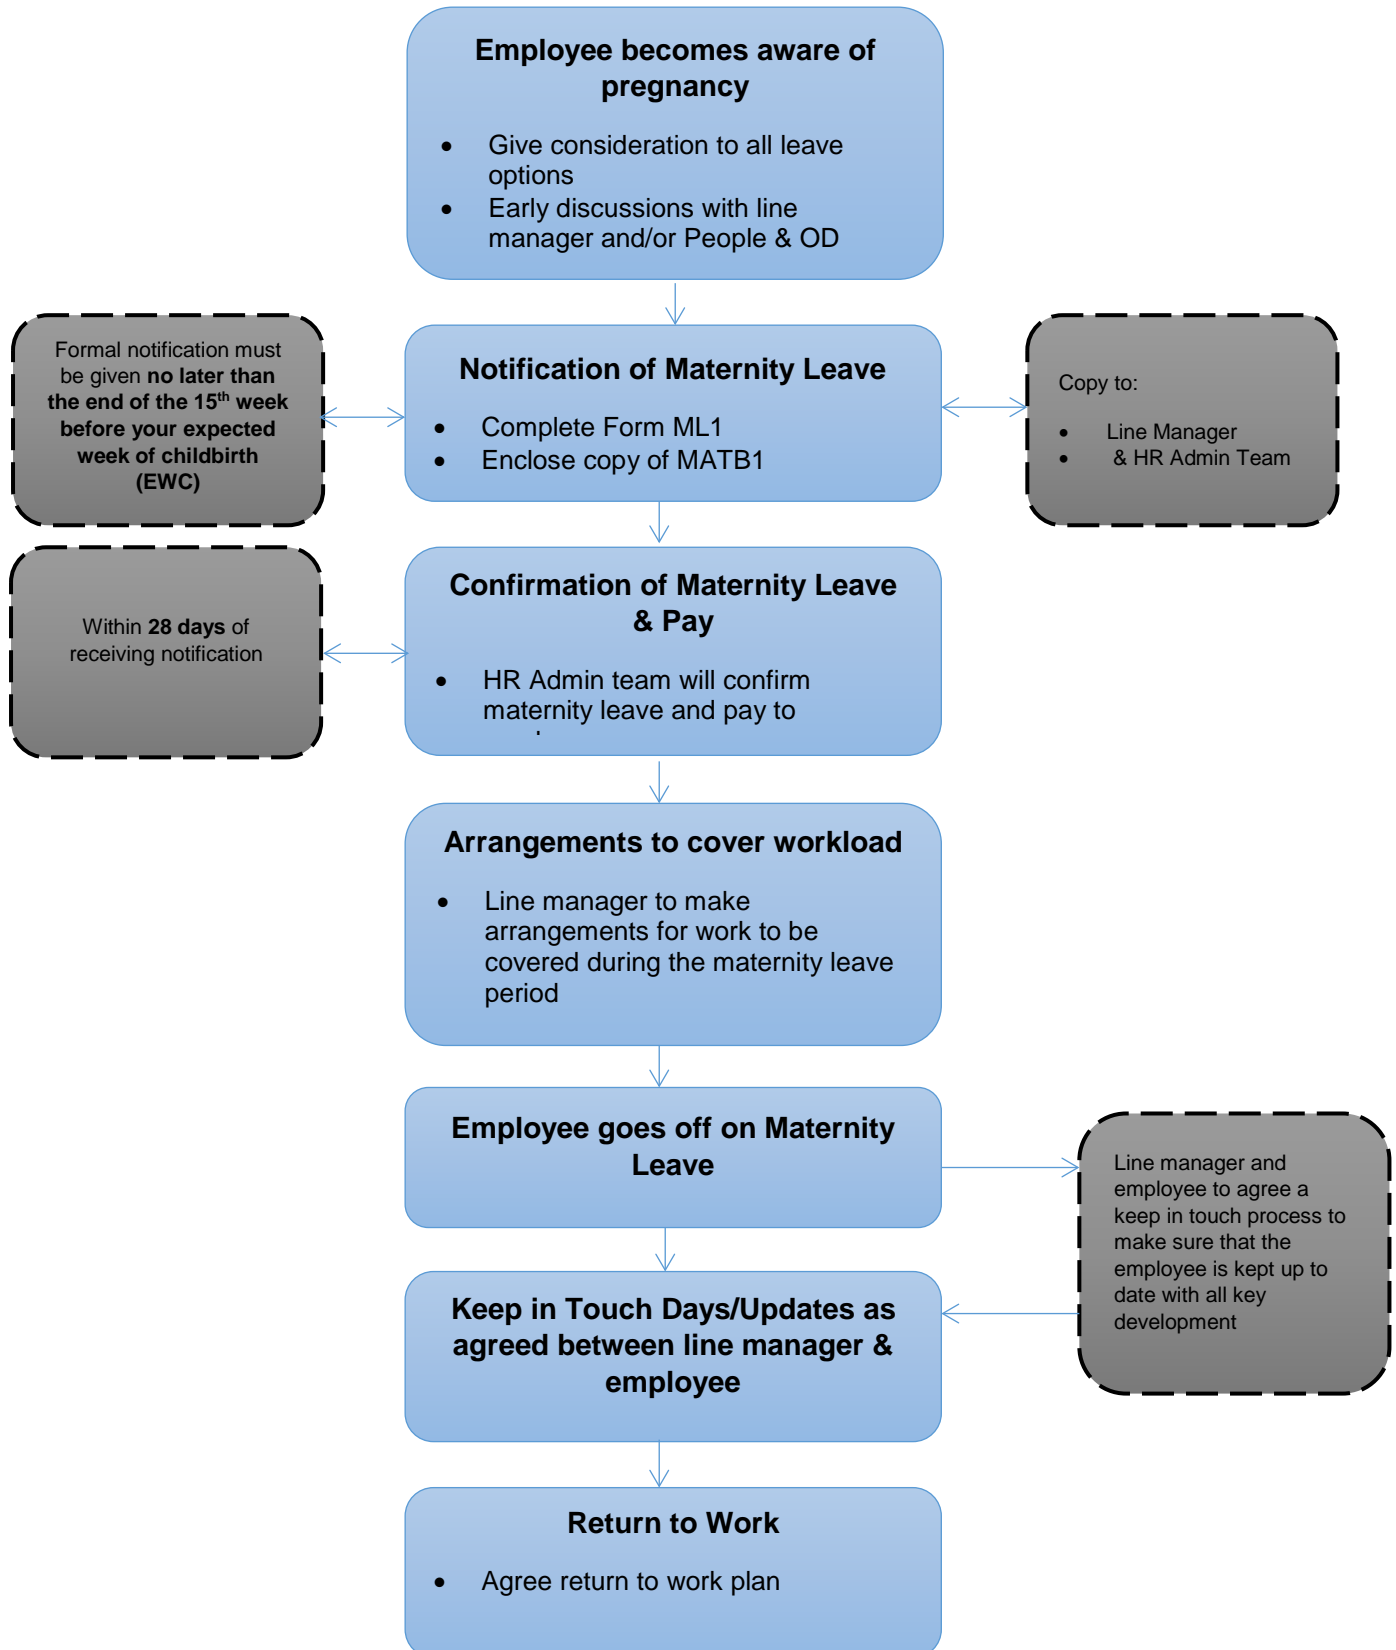 Employee becomes aware of
pregnancy
• Give consideration to all leave
options
• Early discussions with line
manager and/or People & OD
Formal notification must
be given no later than
the end of the 15th week
before your expected
week of childbirth
(EWC)
Notification of Maternity Leave
• Complete Form ML1
• Enclose copy of MATB1
Copy to:
• Line Manager
• & HR Admin Team
Within 28 days of
receiving notification
Confirmation of Maternity Leave
& Pay
• HR Admin team will confirm
maternity leave and pay to
Arrangements to cover workload
• Line manager to make
arrangements for work to be
covered during the maternity leave
period
Employee goes off on Maternity
Leave
Line manager and
employee to agree a
keep in touch process to
make sure that the
employee is kept up to
date with all key
development
Keep in Touch Days/Updates as
agreed between line manager &
employee
Return to Work
• Agree return to work plan